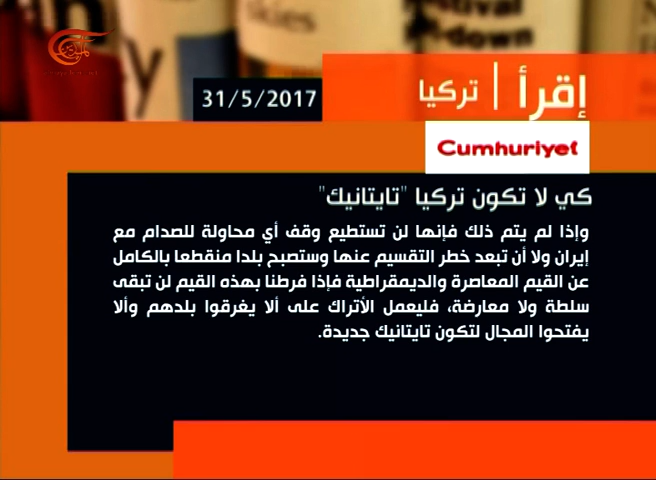 skies
Festival
down
إقرأ | تركيا
31/5/2017
Cumhuriyet
كي لا تكون تركيا "تايتانيك"
وإذا لم يتم ذلك فإنها لن تستطيع وقف أي محاولة للصدام مع
إيران ولا أن تبعد خطر التقسيم عنها وستصبح بلدا منقطعا بالكامل
عن القيم المعاصرة والديمقراطية فإذا فرطنا بهذه القيم لن تبقى
سلطة ولا معارضة، فليعمل الأتراك على ألا يغرقوا بلدهم وألا
يفتحوا المجال لتكون تايتانيك جديدة.